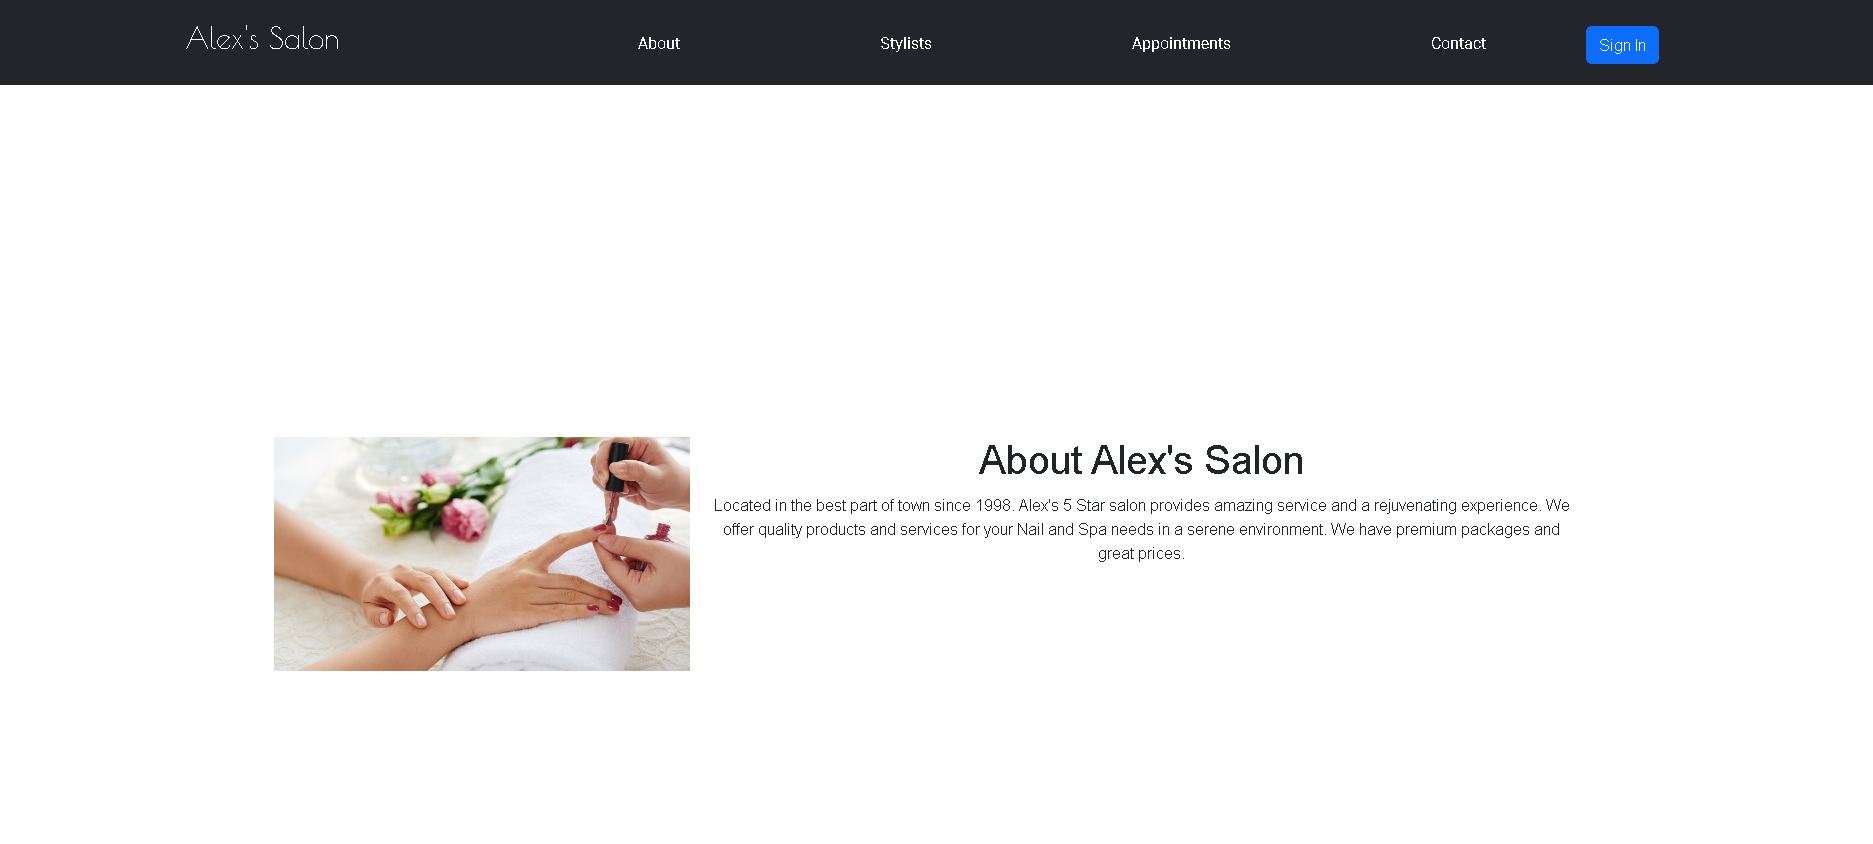 Alex's Salon
About
Stylists
Appointments
Contact
Sign In
About Alex's Salon
Located in the best part of town since 1998. Alex's 5 Star salon provides amazing service and a rejuvenating experience. We
offer quality products and services for your Nail and Spa needs in a serene environment. We have premium packages and
great prices.